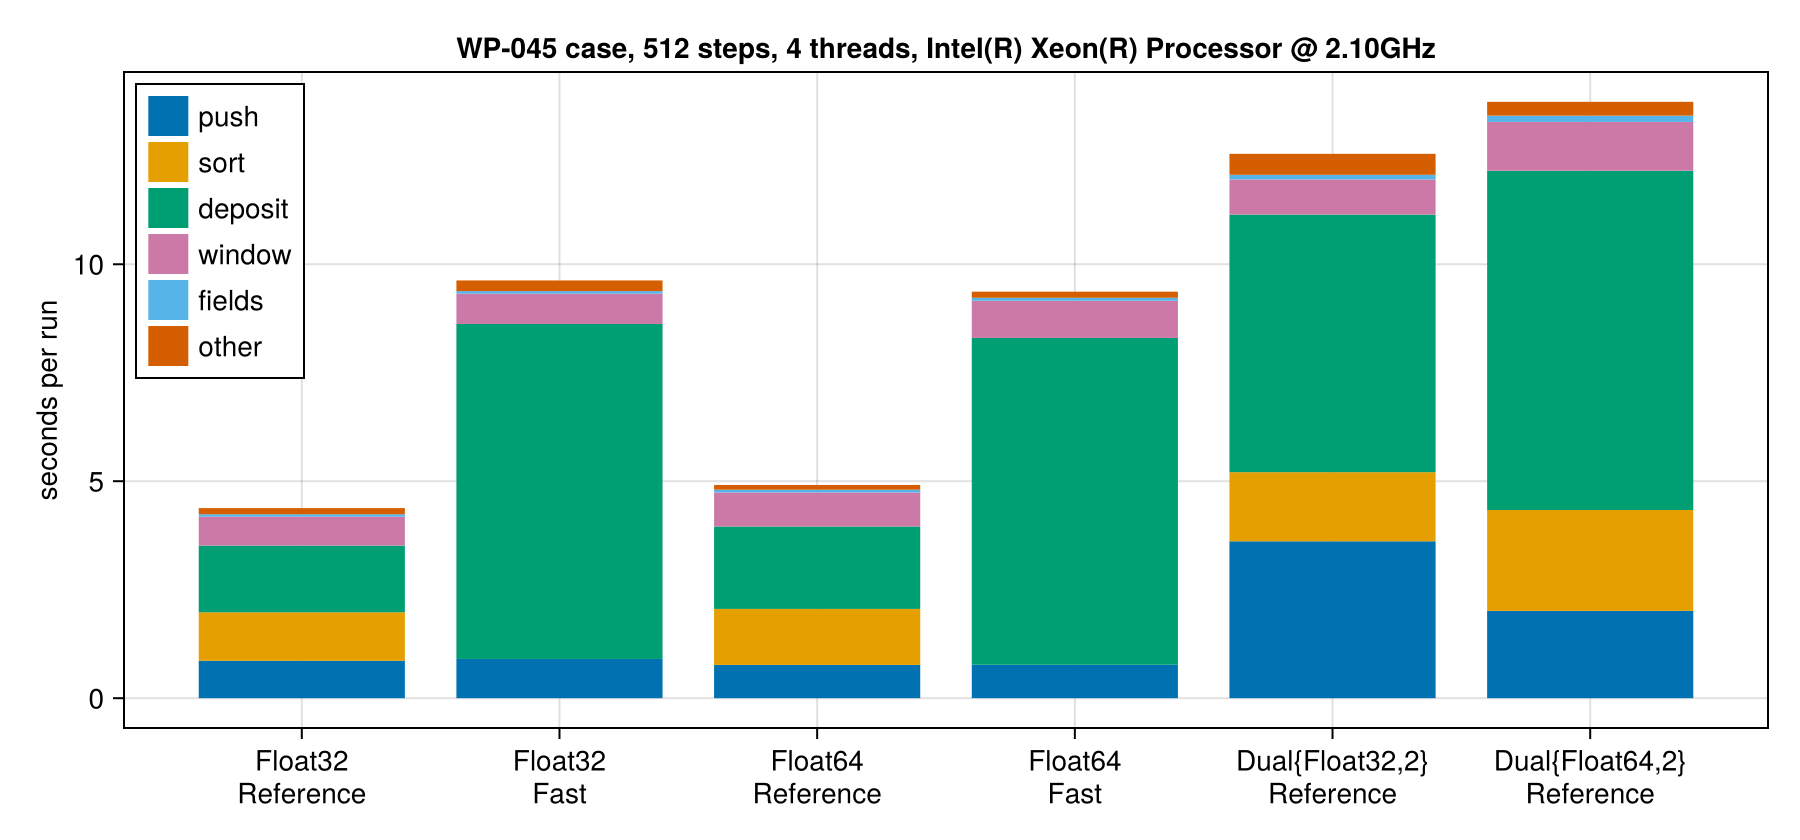 WP-045 case, 512 steps, 4 threads, Intel(R) Xeon(R) Processor @ 2.10GHz
push
sort
deposit
window
fields
other
seconds per run
10
5
0
Float32
Reference
Float32
Fast
Float64
Reference
Float64
Fast
Dual{Float32,2}
Reference
Dual{Float64,2}
Reference